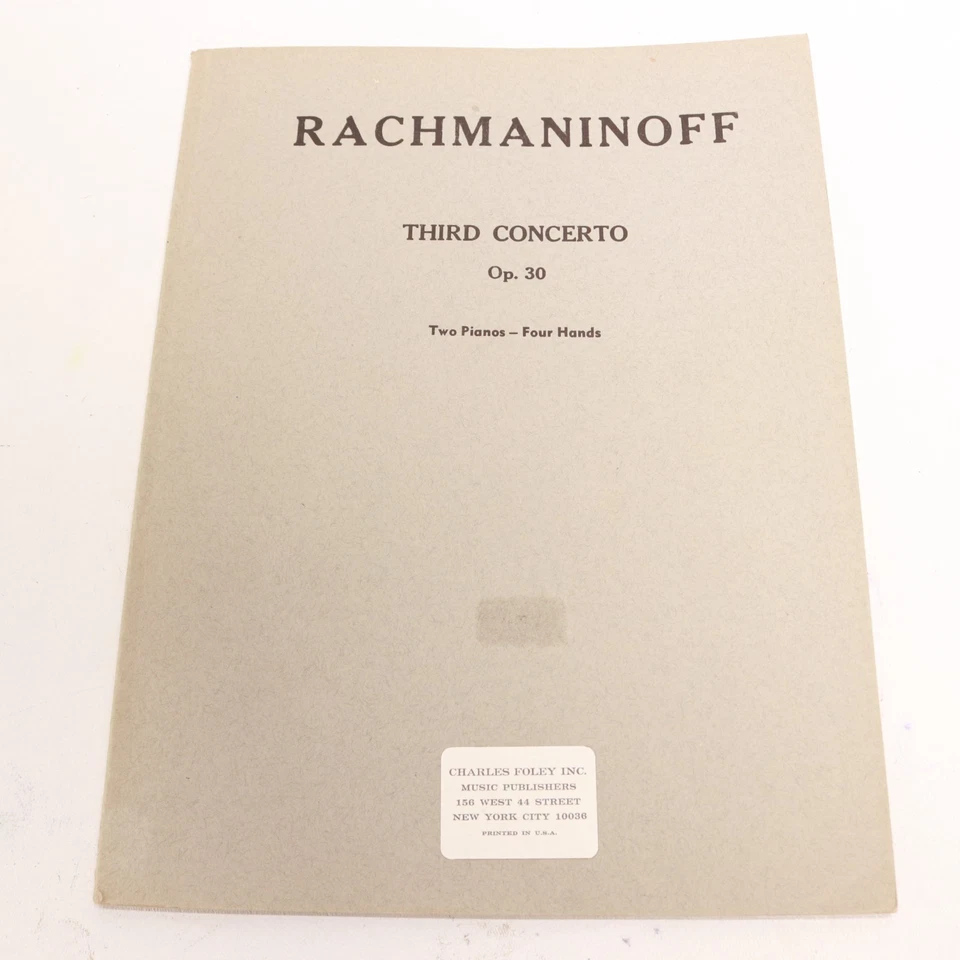 RACHMANINOFF
THIRD CONCERTO
Op. 30
Two Pianos – Four Hands
CHARLES FOLEY INC.
MUSIC PUBLISHERS
156 WEST 44 STREET
NEW YORK CITY 10036
PRINTED IN U.S.A.